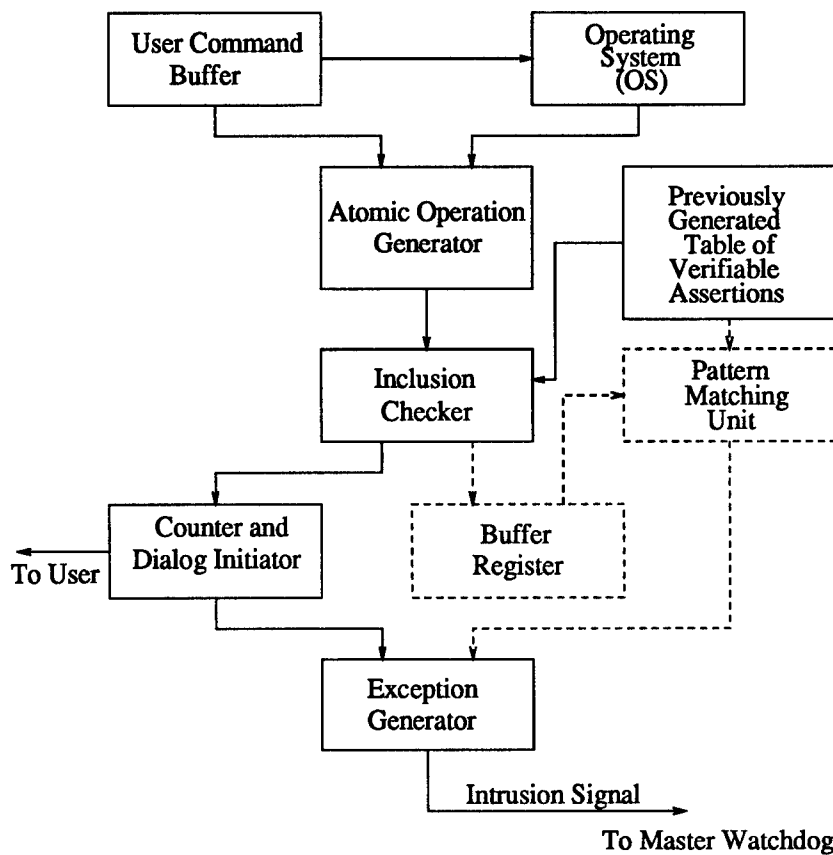 User Command
Buffer
Operating
System
(OS)
Atomic Operation
Generator
Previously
Generated
Table of
Verifiable
Assertions
Inclusion
Checker
Pattern
Matching
Unit
Counter and
Dialog Initiator
Buffer
Register
To User
Exception
Generator
Intrusion Signal
To Master Watchdog